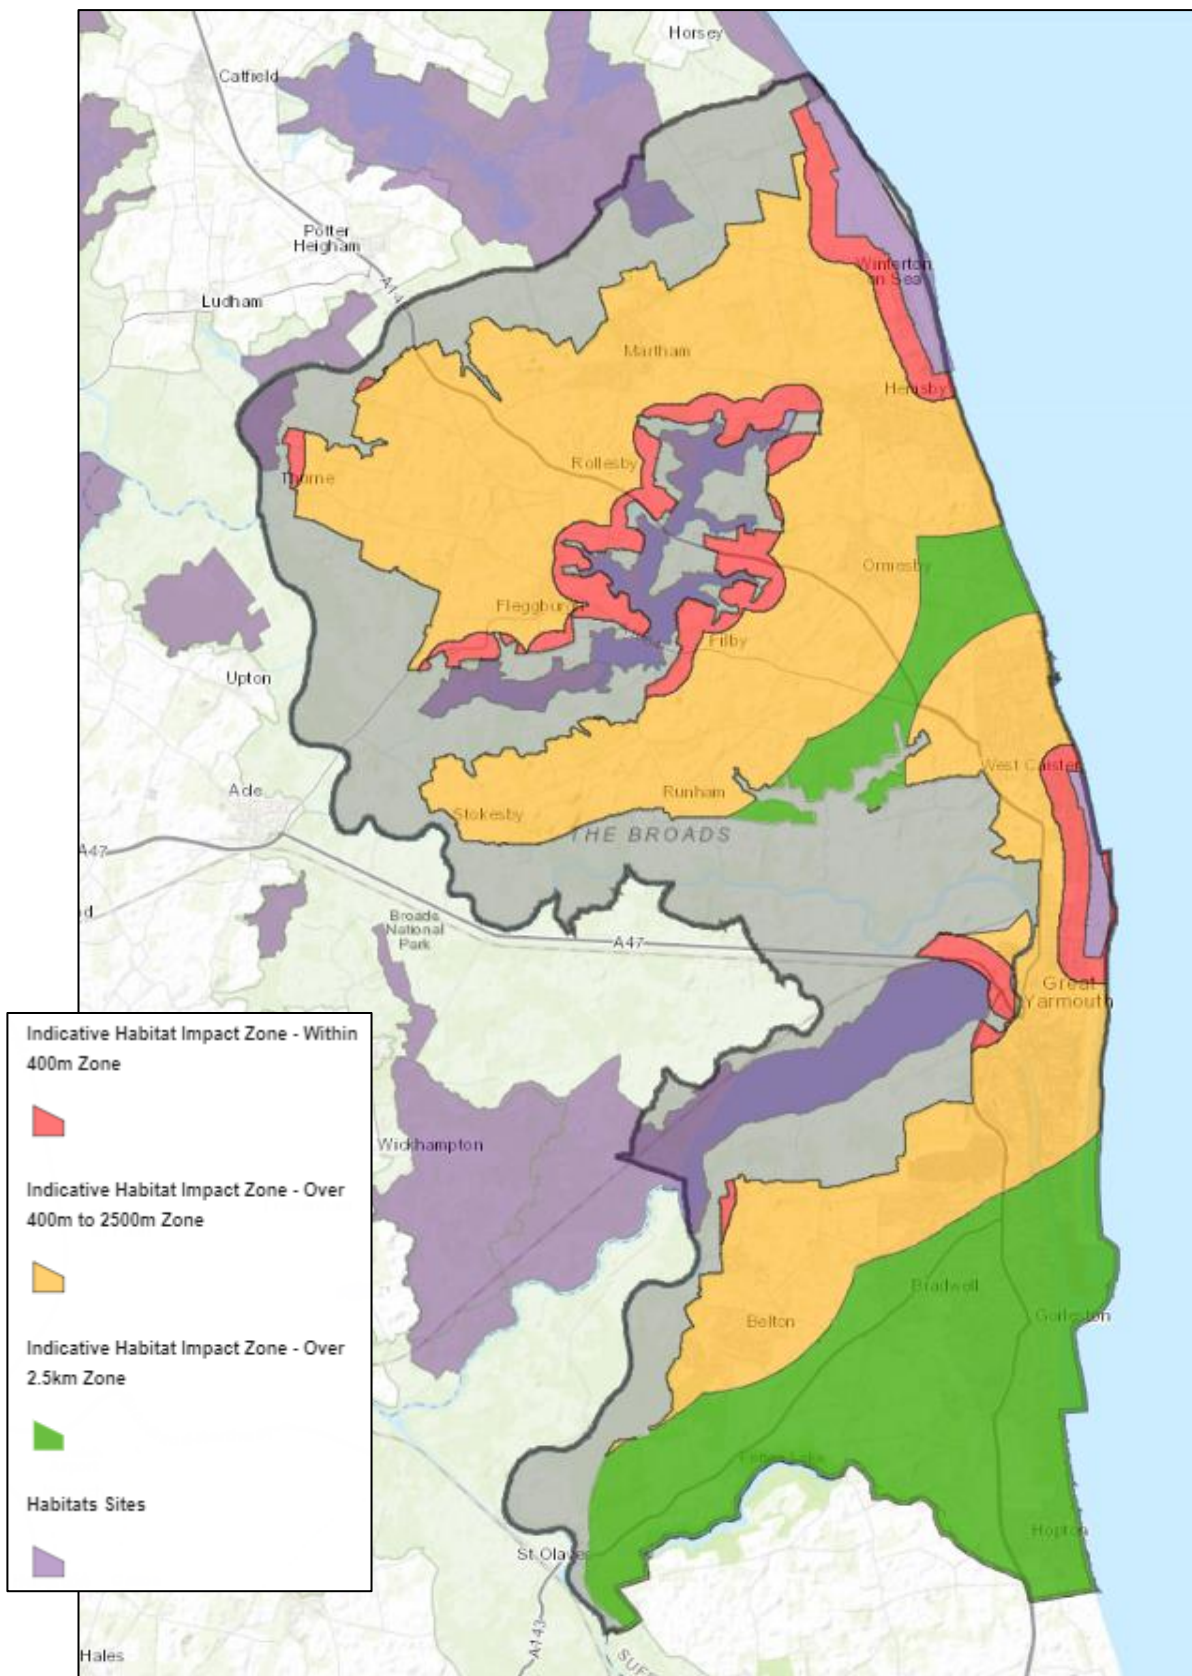 Horsey
Catfield
Potter
Heigham
Ludham
A14
Winterton
on Sea
Martham
Hemsby
Rollesby
Thurne
Ormesby
Fleggburgh
Filby
Upton
West Caister
Acle
Runham
Stokesby
THE BROADS
A47
d
Broads
National
Park
A47
Great
Yarmouth
Indicative Habitat Impact Zone - Within
400m Zone
Indicative Habitat Impact Zone - Over
400m to 2500m Zone
Indicative Habitat Impact Zone - Over
2.5km Zone
Habitats Sites
Wickhampton
Bradwell
Gorleston
Belton
Hopton
St Olaves
A143
SUFF
Hales